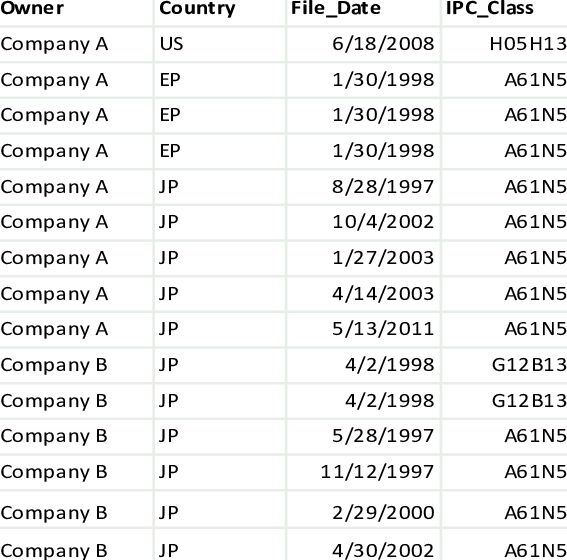 Owner Country File_Date IPC_Class
Company A US 6/18/2008 H05H13
Company A EP 1/30/1998 A61N5
Company A EP 1/30/1998 A61N5
Company A EP 1/30/1998 A61N5
Company A JP 8/28/1997 A61N5
Company A JP 10/4/2002 A61N5
Company A JP 1/27/2003 A61N5
Company A JP 4/14/2003 A61N5
Company A JP 5/13/2011 A61N5
Company B JP 4/2/1998 G12B13
Company B JP 4/2/1998 G12B13
Company B JP 5/28/1997 A61N5
Company B JP 11/12/1997 A61N5
Company B JP 2/29/2000 A61N5
Company B JP 4/30/2002 A61N5